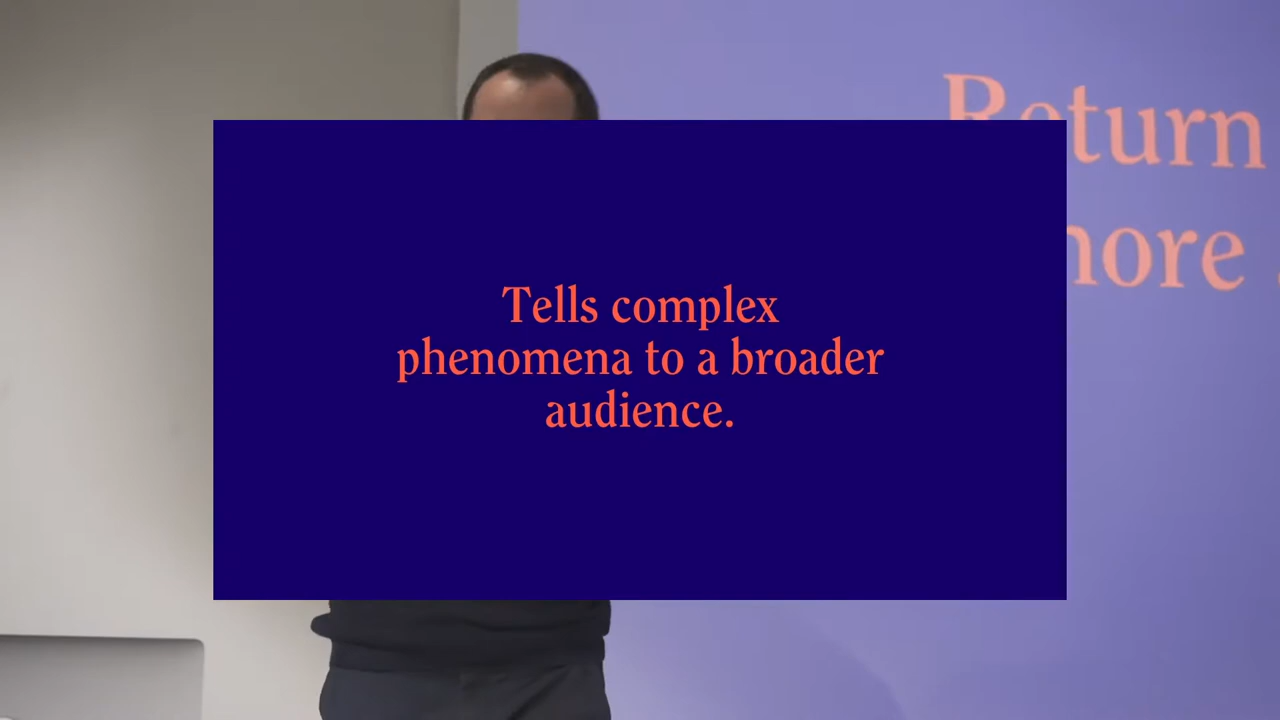 Return
Tells complex
phenomena to a broader
audience.